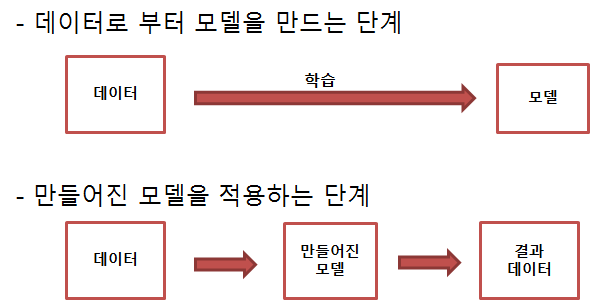 - 데이터로 부터 모델을 만드는 단계
데이터
학습
모델
- 만들어진 모델을 적용하는 단계
데이터
만들어진
모델
결과
데이터